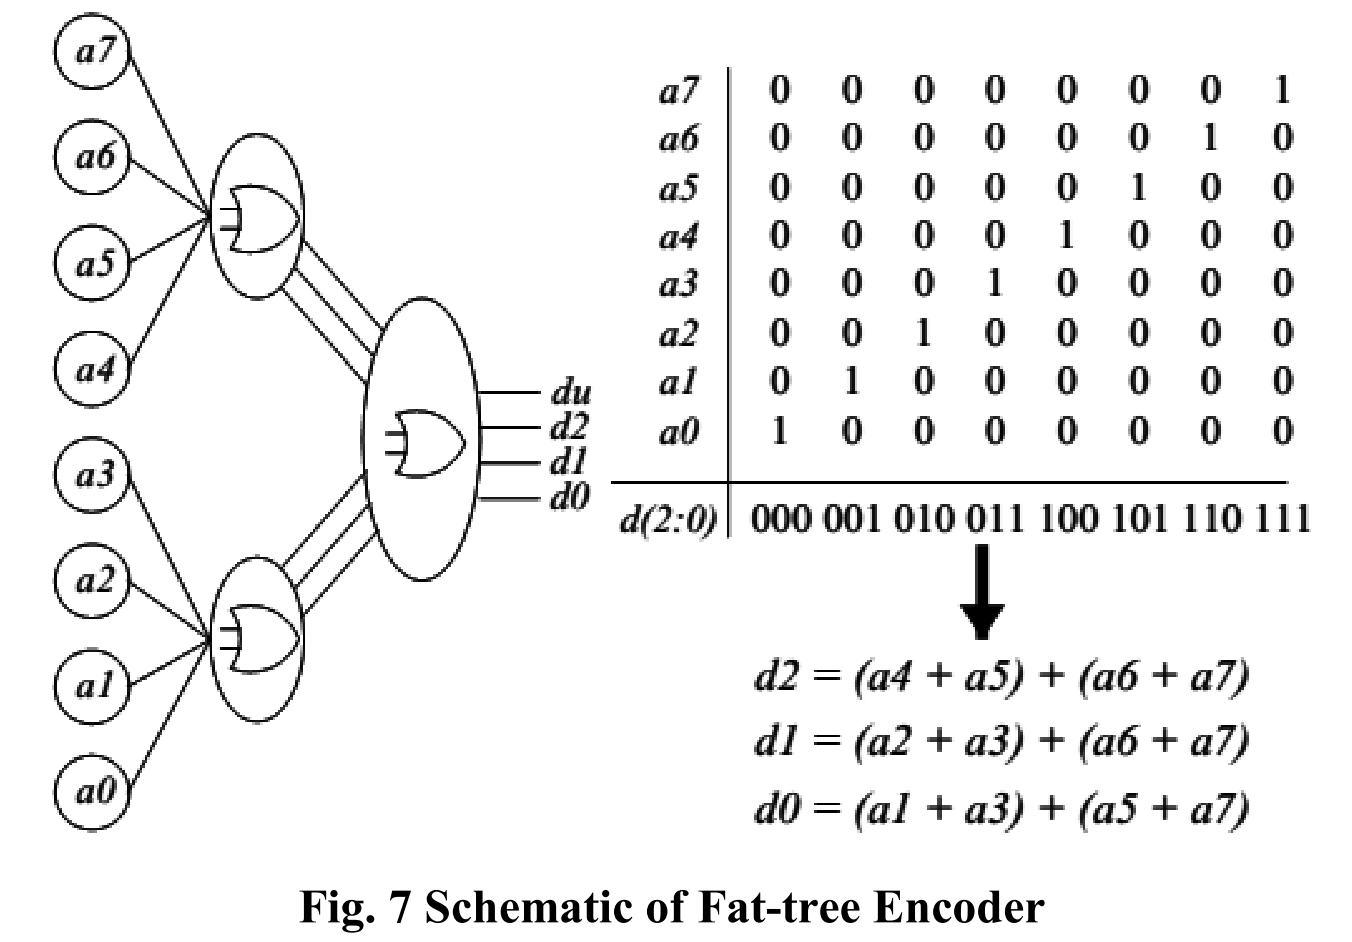 a7
a6
a5
a4
a3
a2
a1
a0
du
d2
d1
d0
a7 0 0 0 0 0 0 0 1
a6 0 0 0 0 0 0 1 0
a5 0 0 0 0 0 1 0 0
a4 0 0 0 0 1 0 0 0
a3 0 0 0 1 0 0 0 0
a2 0 0 1 0 0 0 0 0
a1 0 1 0 0 0 0 0 0
a0 1 0 0 0 0 0 0 0
d(2:0) 000 001 010 011 100 101 110 111
d2 = (a4 + a5) + (a6 + a7)
d1 = (a2 + a3) + (a6 + a7)
d0 = (a1 + a3) + (a5 + a7)
Fig. 7 Schematic of Fat-tree Encoder